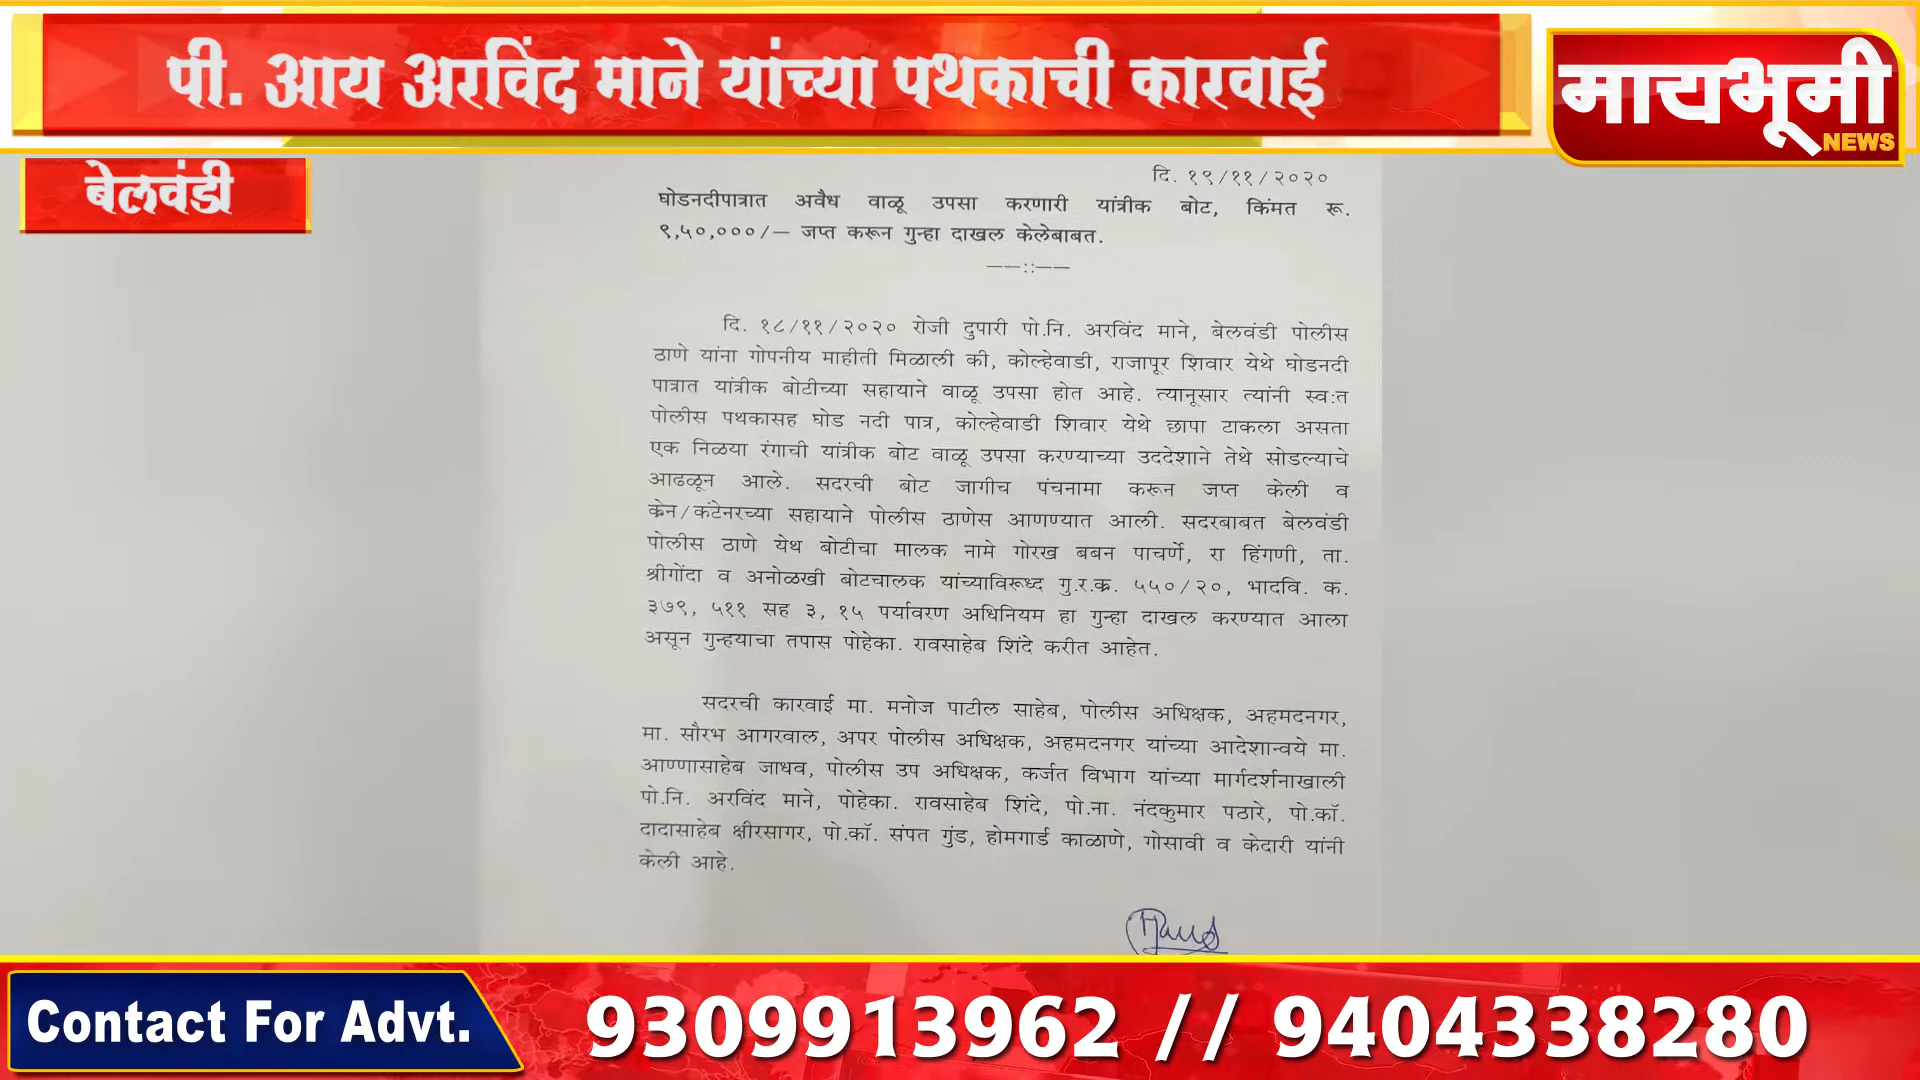 पी. आय अरविंद माने यांच्या पथकाची कारवाई
मायभूमी
NEWS
बेलवंडी
दि. १९/११/२०२०
घोडनदीपात्रात अवैध वाळू उपसा करणारी यांत्रीक बोट, किंमत रू.
९,५०,०००/— जप्त करून गुन्हा दाखल केलेबाबत.
——::——
दि. १८/११/२०२० रोजी दुपारी पो.नि. अरविंद माने, बेलवंडी पोलीस
ठाणे यांना गोपनीय माहीती मिळाली की, कोल्हेवाडी, राजापूर शिवार येथे घोडनदी
पात्रात यांत्रीक बोटीच्या सहायाने वाळू उपसा होत आहे. त्यानूसार त्यांनी स्व:त
पोलीस पथकासह घोड नदी पात्र, कोल्हेवाडी शिवार येथे छापा टाकला असता
एक निळया रंगाची यांत्रीक बोट वाळू उपसा करण्याच्या उददेशाने तेथे सोडल्याचे
आढळून आले. सदरची बोट जागीच पंचनामा करून जप्त केली व
क्रेन/कंटेनरच्या सहायाने पोलीस ठाणेस आणण्यात आली. सदरबाबत बेलवंडी
पोलीस ठाणे येथ बोटीचा मालक नामे गोरख बबन पाचर्णे, रा हिंगणी, ता.
श्रीगोंदा व अनोळखी बोटचालक यांच्याविरूध्द गु.र.क्र. ५५०/२०, भादवि. क.
३७९, ५११ सह ३, १५ पर्यावरण अधिनियम हा गुन्हा दाखल करण्यात आला
असून गुन्हयाचा तपास पोहेका. रावसाहेब शिंदे करीत आहेत.
सदरची कारवाई मा. मनोज पाटील साहेब, पोलीस अधिक्षक, अहमदनगर,
मा. सौरभ आगरवाल, अपर पोलीस अधिक्षक, अहमदनगर यांच्या आदेशान्वये मा.
आण्णासाहेब जाधव, पोलीस उप अधिक्षक, कर्जत विभाग यांच्या मार्गदर्शनाखाली
पो.नि. अरविंद माने, पोहेका. रावसाहेब शिंदे, पो.ना. नंदकुमार पठारे, पो.कॉ.
दादासाहेब क्षीरसागर, पो.कॉ. संपत गुंड, होमगार्ड काळाणे, गोसावी व केदारी यांनी
केली आहे.
Contact For Advt.
9309913962 // 9404338280